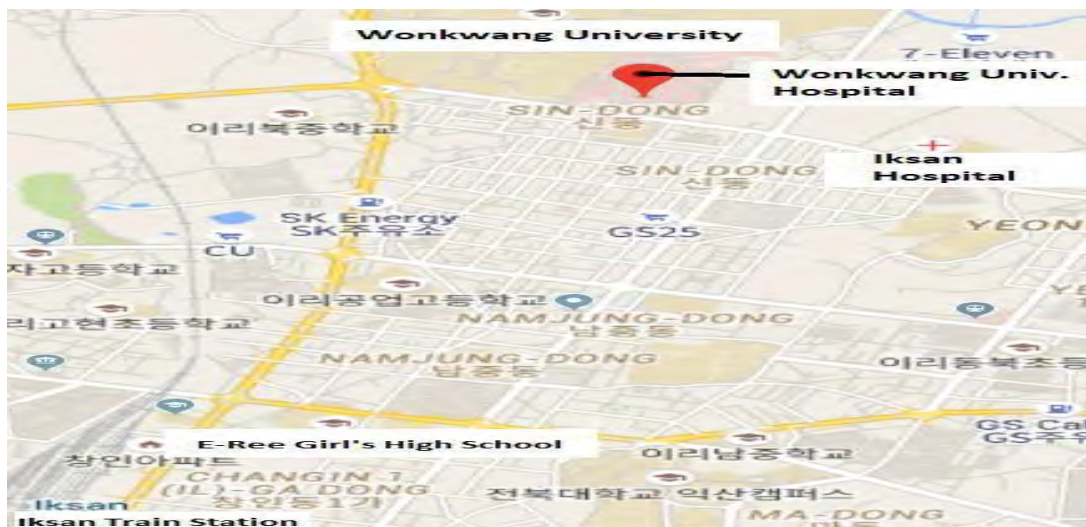 Wonkwang University
7-Eleven
Wonkwang Univ.
Hospital
SIN-DONG
신동
이리북중학교
Iksan
Hospital
SIN-DONG
신동
SK Energy
SK주유소
GS25
YEON
CU
자고등학교
이리공업고등학교
NAMJUNG-DONG
남중동
리고현초등학교
YE
NAMJUNG-DONG
남중동
이리동북초등
GS Cal
GS주유
E-Ree Girl's High School
창인아파트
이리남중학교
CHANGIN 1
(IL)-GA DONG
창인동1가
전북대학교 익산캠퍼스
Iksan
Iksan Train Station
MA-DONG